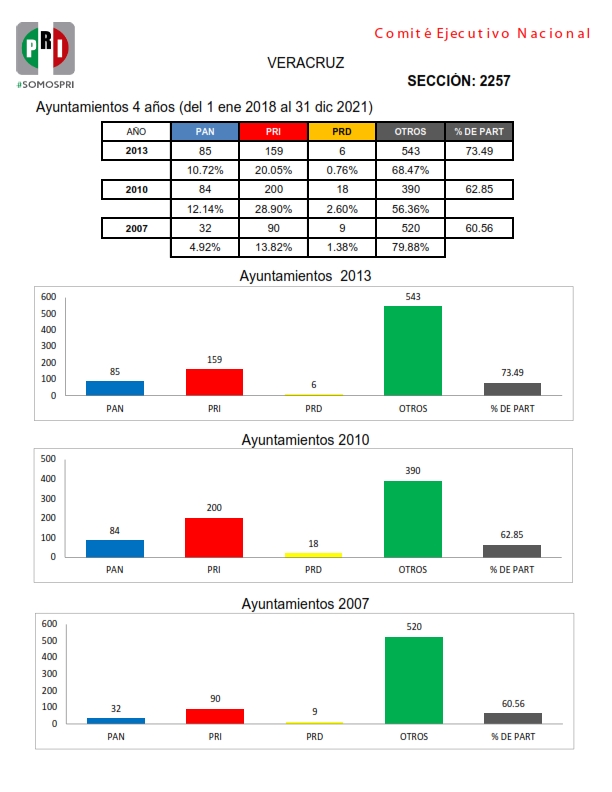 Comité Ejecutivo Nacional
PRI
#SOMOSPRI
VERACRUZ
SECCIÓN: 2257
Ayuntamientos 4 años (del 1 ene 2018 al 31 dic 2021)
AÑO PAN PRI PRD OTROS % DE PART
2013 85 159 6 543 73.49
10.72% 20.05% 0.76% 68.47%
2010 84 200 18 390 62.85
12.14% 28.90% 2.60% 56.36%
2007 32 90 9 520 60.56
4.92% 13.82% 1.38% 79.88%
Ayuntamientos 2013
600
500
400
300
200
100
0
85 159 6 543 73.49
PAN PRI PRD OTROS % DE PART
Ayuntamientos 2010
500
400
300
200
100
0
84 200 18 390 62.85
PAN PRI PRD OTROS % DE PART
Ayuntamientos 2007
600
500
400
300
200
100
0
32 90 9 520 60.56
PAN PRI PRD OTROS % DE PART